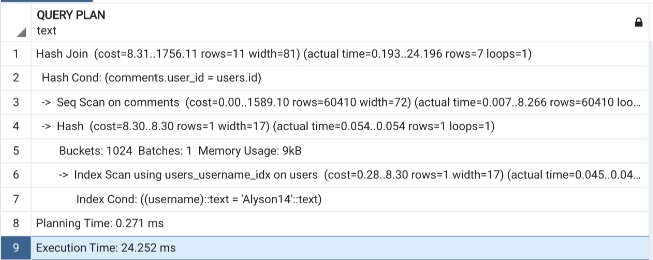 QUERY PLAN
text
1 Hash Join (cost=8.31..1756.11 rows=11 width=81) (actual time=0.193..24.196 rows=7 loops=1)
2 Hash Cond: (comments.user_id = users.id)
3 -> Seq Scan on comments (cost=0.00..1589.10 rows=60410 width=72) (actual time=0.007..8.266 rows=60410 loo...
4 -> Hash (cost=8.30..8.30 rows=1 width=17) (actual time=0.054..0.054 rows=1 loops=1)
5 Buckets: 1024 Batches: 1 Memory Usage: 9kB
6 -> Index Scan using users_username_idx on users (cost=0.28..8.30 rows=1 width=17) (actual time=0.045..0.04...
7 Index Cond: ((username)::text = 'Alyson14'::text)
8 Planning Time: 0.271 ms
9 Execution Time: 24.252 ms